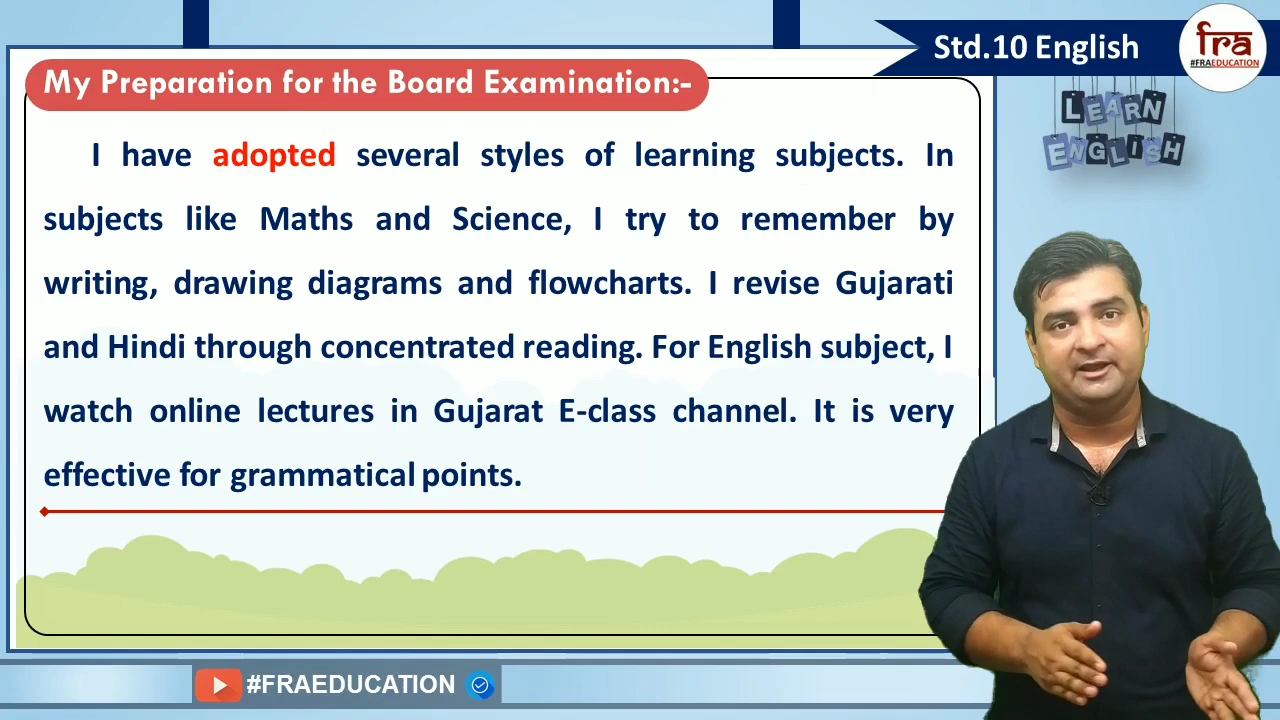 Std.10 English
fra
#FRAEDUCATION
LEARN
ENGLISH
My Preparation for the Board Examination:-
I have adopted several styles of learning subjects. In
subjects like Maths and Science, I try to remember by
writing, drawing diagrams and flowcharts. I revise Gujarati
and Hindi through concentrated reading. For English subject, I
watch online lectures in Gujarat E-class channel. It is very
effective for grammatical points.
#FRAEDUCATION